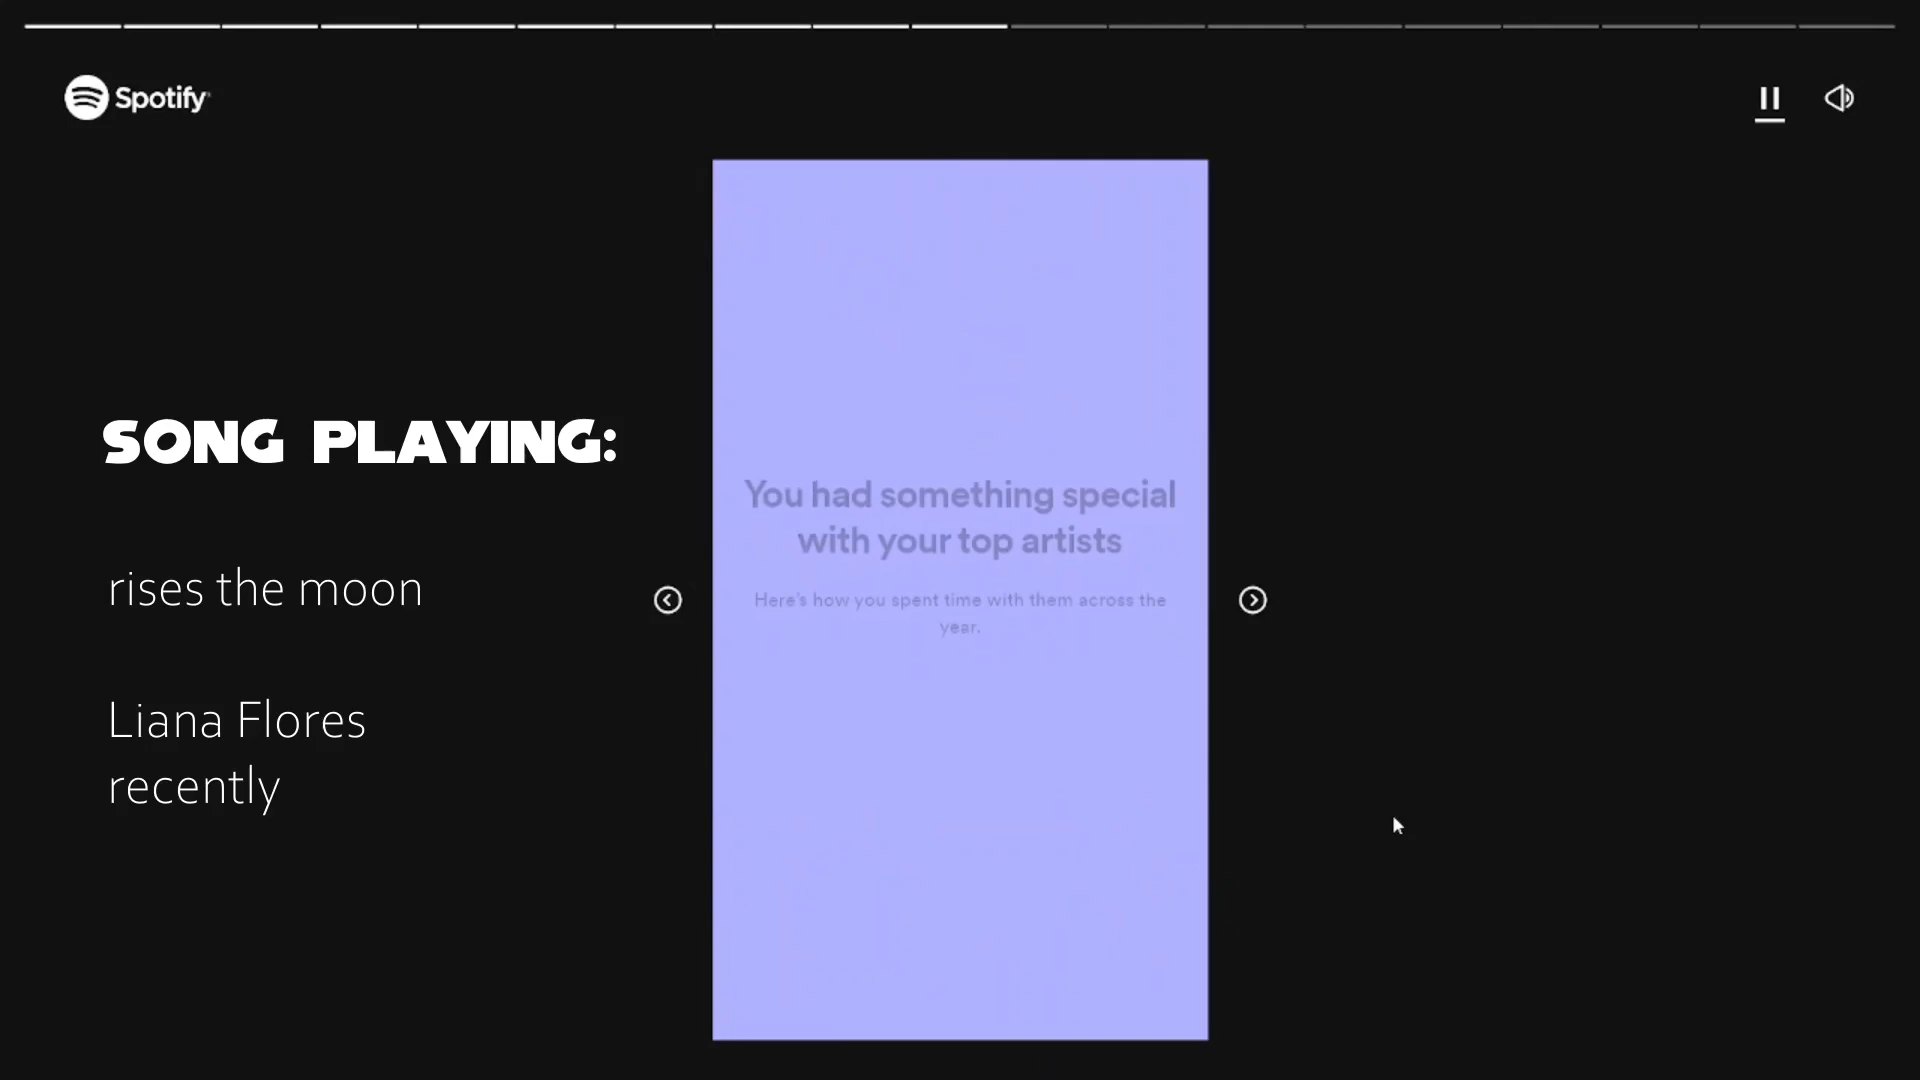 Spotify
SONG PLAYING:
rises the moon
Liana Flores
recently
You had something special
with your top artists
Here's how you spent time with them across the
year.